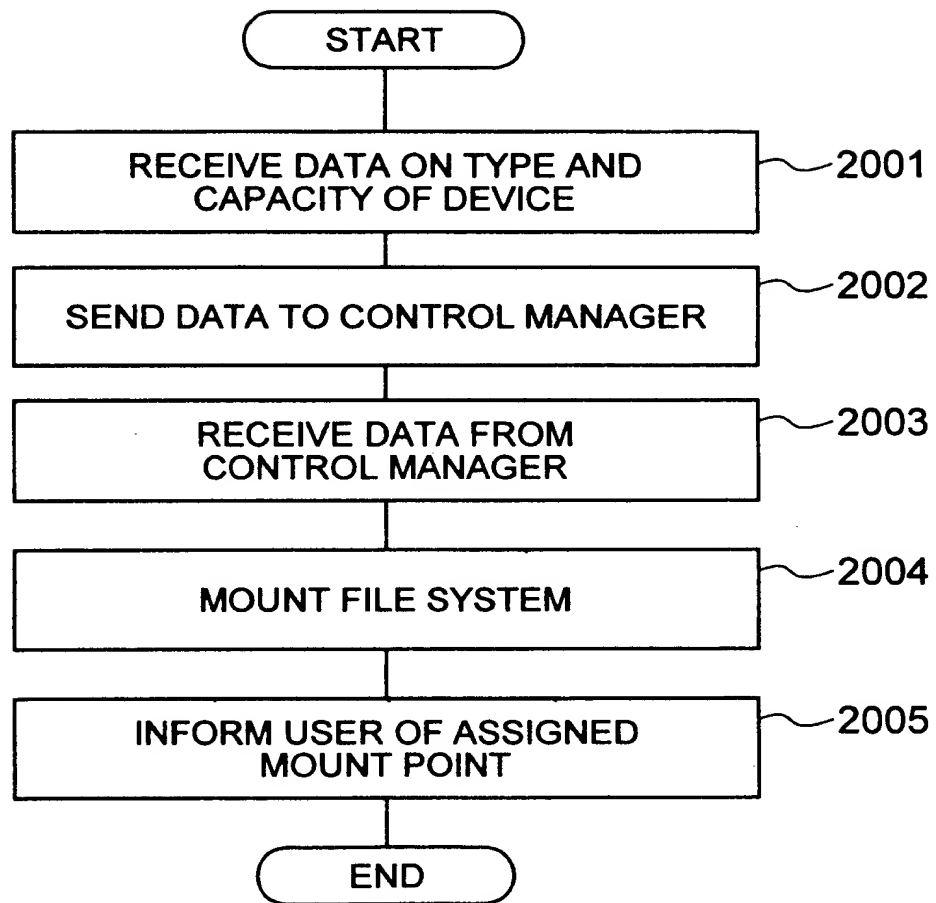 START
RECEIVE DATA ON TYPE AND
CAPACITY OF DEVICE
2001
SEND DATA TO CONTROL MANAGER
2002
RECEIVE DATA FROM
CONTROL MANAGER
2003
MOUNT FILE SYSTEM
2004
INFORM USER OF ASSIGNED
MOUNT POINT
2005
END